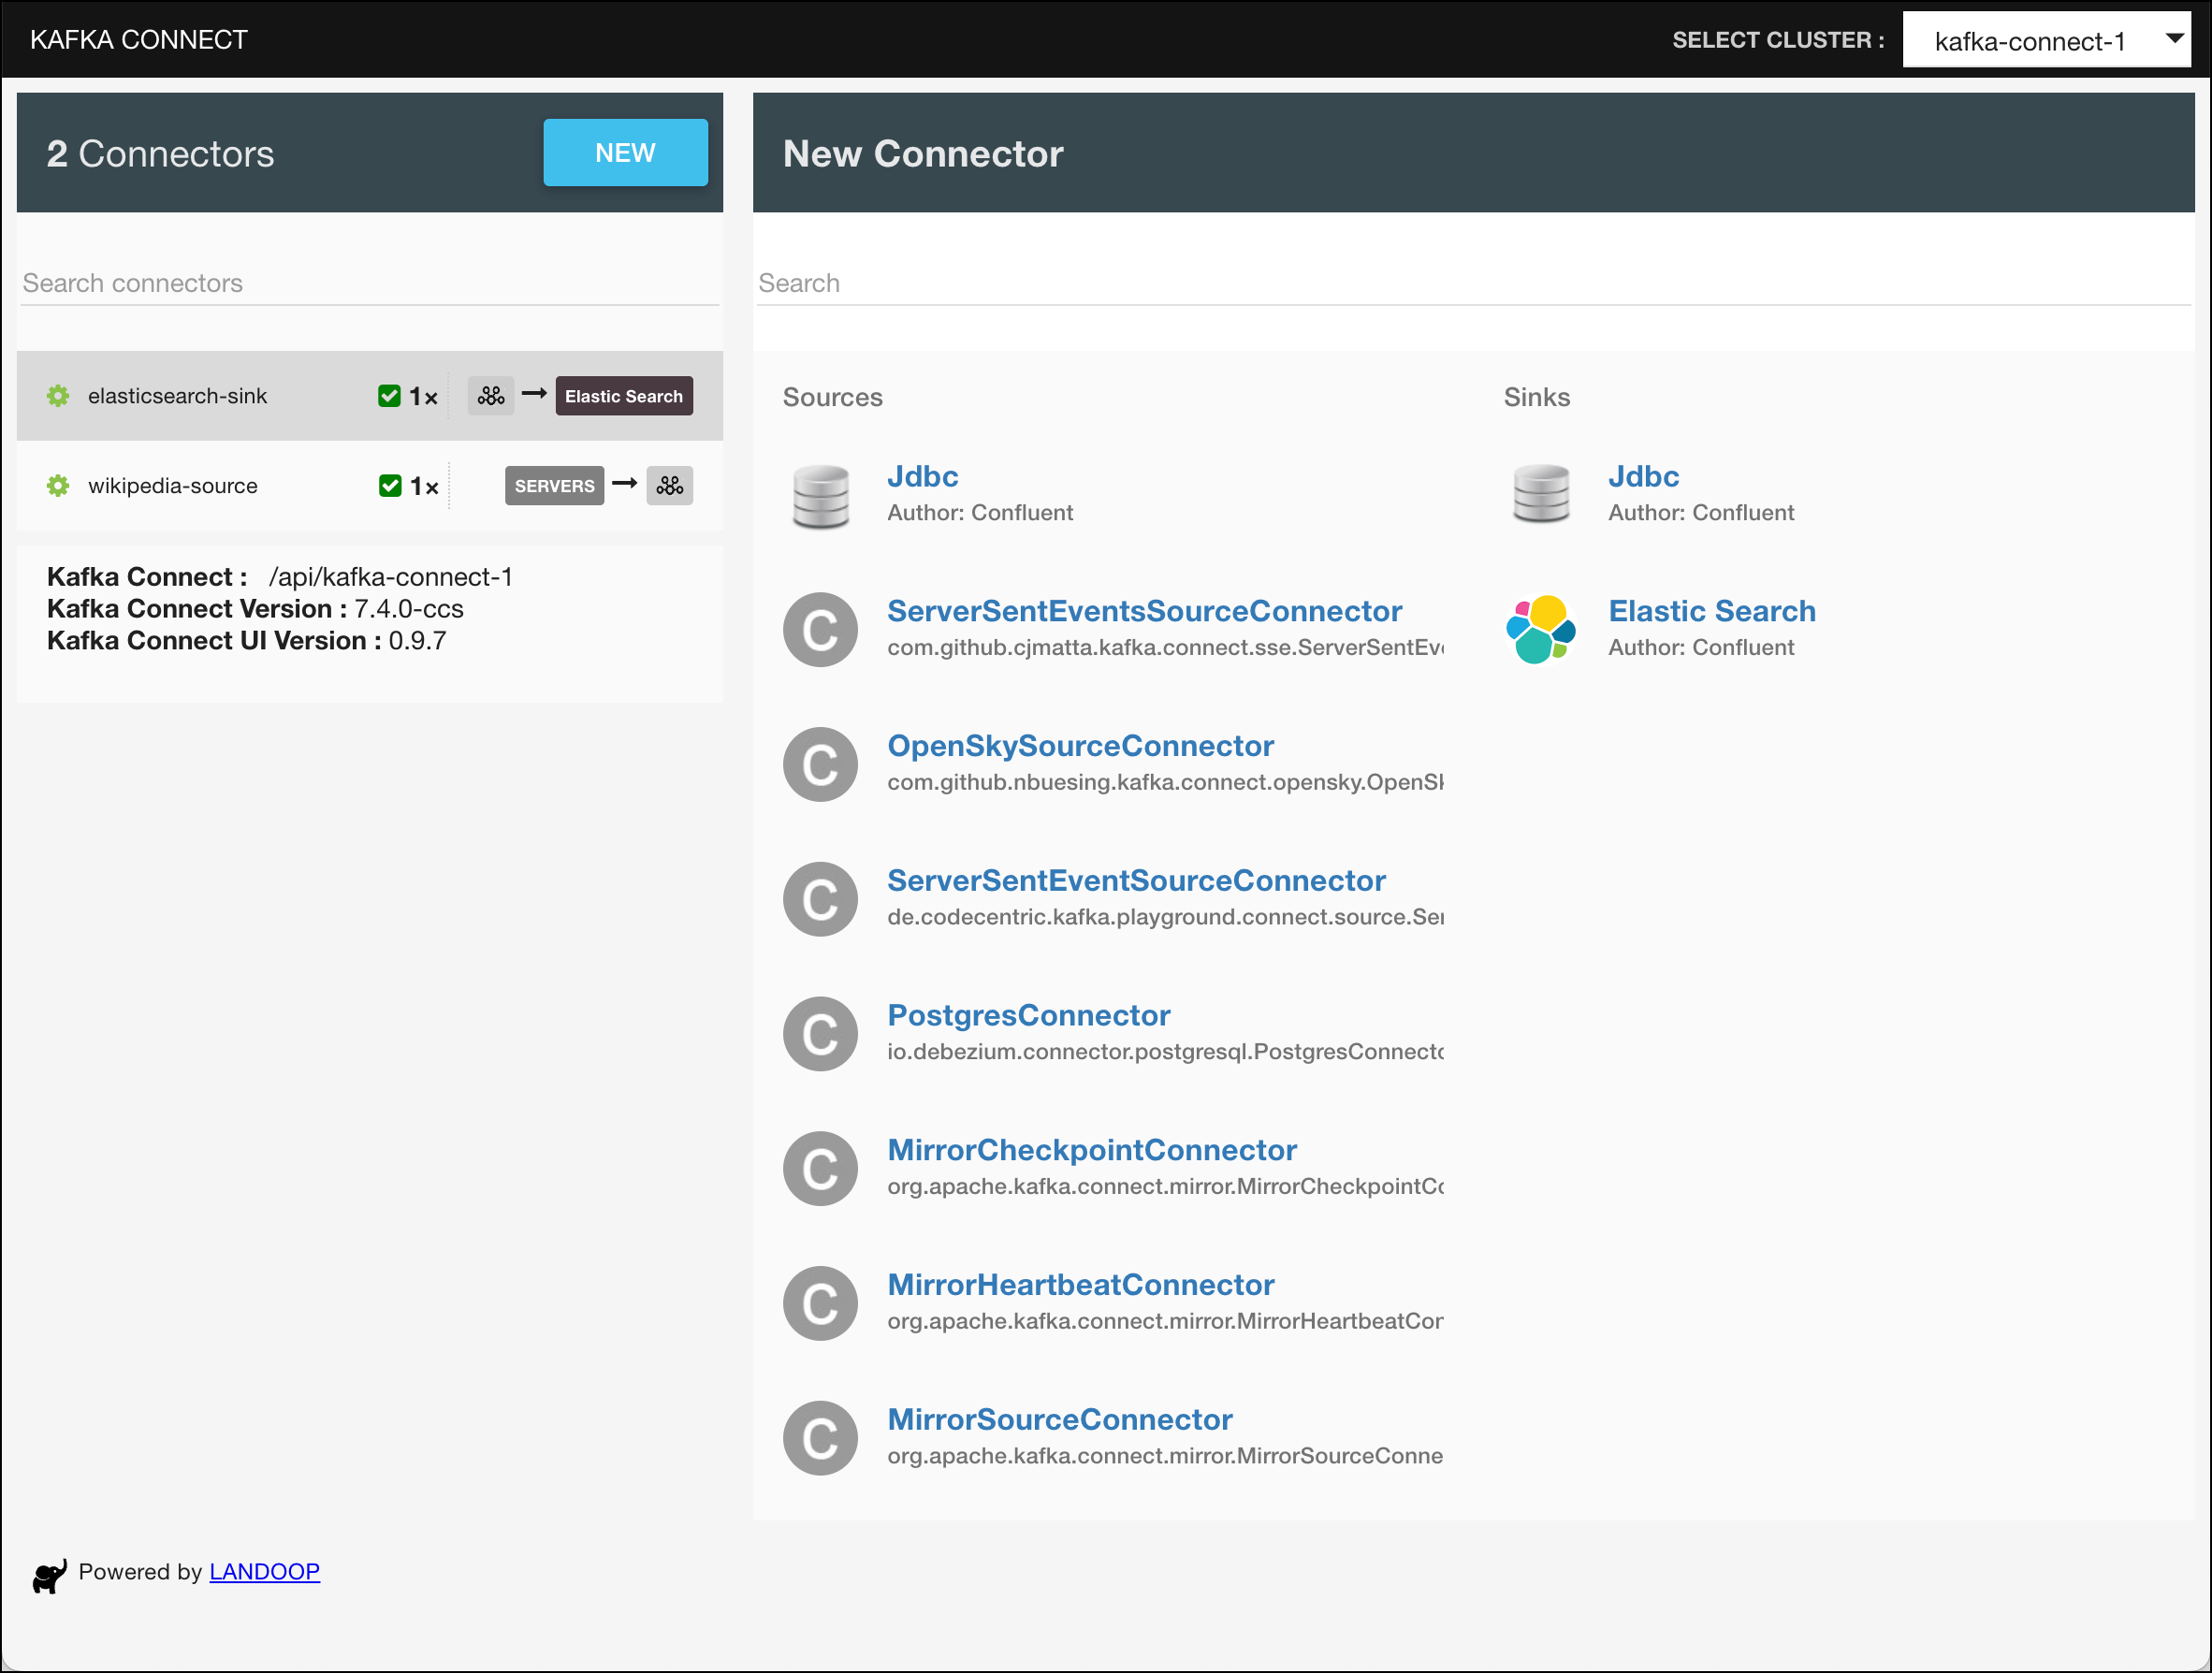 KAFKA CONNECT
SELECT CLUSTER :
kafka-connect-1
2 Connectors
NEW
Search connectors
elasticsearch-sink
1×
Elastic Search
wikipedia-source
1×
SERVERS
Kafka Connect : /api/kafka-connect-1
Kafka Connect Version : 7.4.0-ccs
Kafka Connect UI Version : 0.9.7
New Connector
Search
Sources
Jdbc
Author: Confluent
C
ServerSentEventsSourceConnector
com.github.cjmatta.kafka.connect.sse.ServerSentEv
C
OpenSkySourceConnector
com.github.nbuesing.kafka.connect.opensky.OpenSk
C
ServerSentEventSourceConnector
de.codecentric.kafka.playground.connect.source.Ser
C
PostgresConnector
io.debezium.connector.postgresql.PostgresConnecto
C
MirrorCheckpointConnector
org.apache.kafka.connect.mirror.MirrorCheckpointCo
C
MirrorHeartbeatConnector
org.apache.kafka.connect.mirror.MirrorHeartbeatCon
C
MirrorSourceConnector
org.apache.kafka.connect.mirror.MirrorSourceConne
Sinks
Jdbc
Author: Confluent
Elastic Search
Author: Confluent
Powered by LANDOOP